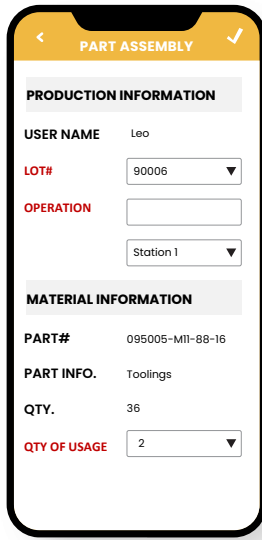 PART ASSEMBLY
PRODUCTION INFORMATION
USER NAME Leo
LOT# 90006
OPERATION
Station 1
MATERIAL INFORMATION
PART# 095005-M11-88-16
PART INFO. Toolings
QTY. 36
QTY OF USAGE 2